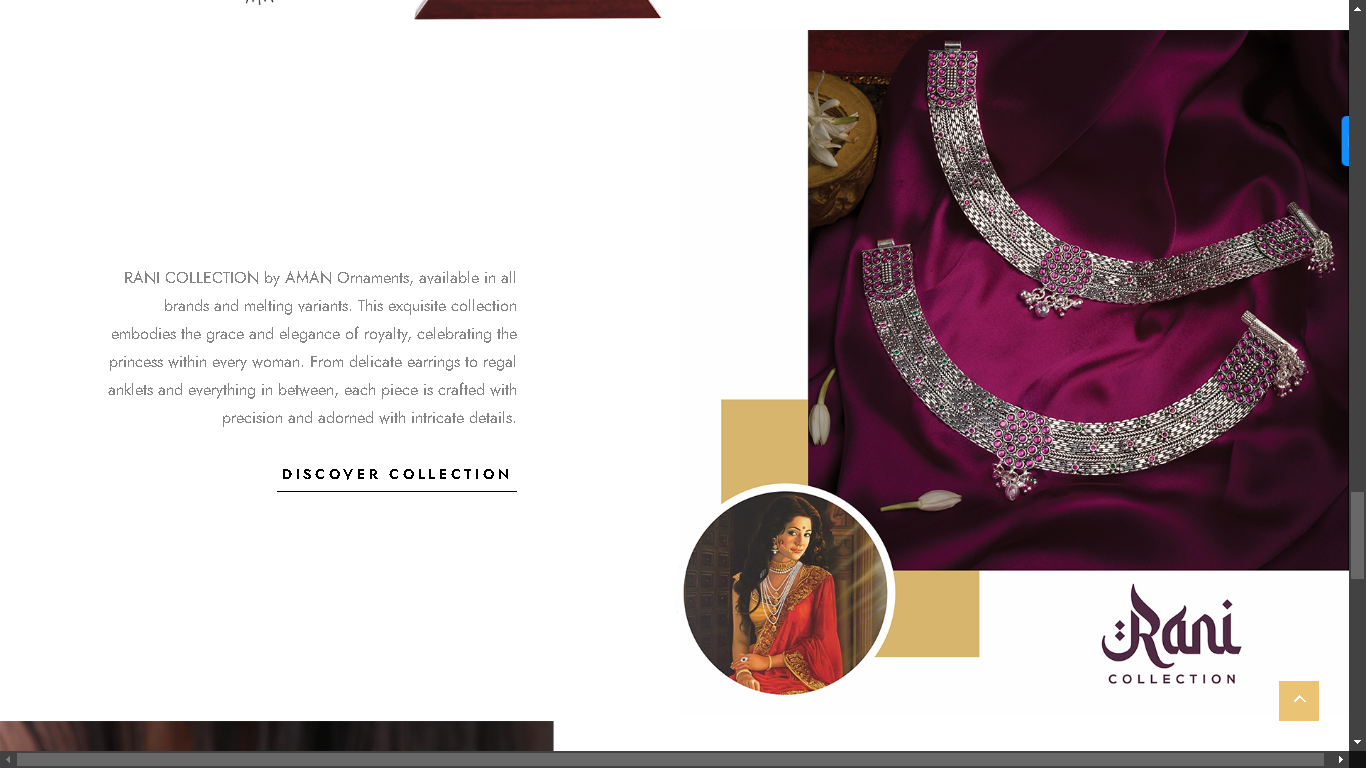 RANI COLLECTION by AMAN Ornaments, available in all
brands and melting variants. This exquisite collection
embodies the grace and elegance of royalty, celebrating the
princess within every woman. From delicate earrings to regal
anklets and everything in between, each piece is crafted with
precision and adorned with intricate details.
DISCOVER COLLECTION
Rani
COLLECTION